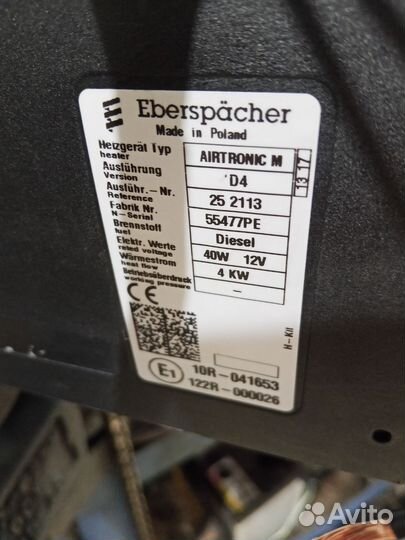 Eberspächer
Made in Poland
Heizgerät Typ
heater
AIRTRONIC M
13 17
Ausführung
Version
D4
Ausführ.-Nr.
Reference
25 2113
Fabrik Nr.
N-Serial
55477PE
Brennstoff
fuel
Diesel
Elektr. Werte
rated voltage
40W 12V
Wärmestrom
heat flow
4 KW
Betriebsüberdruck
working pressure
–
CE
H-Kit
E1
10R-041653
122R-000026
Avito